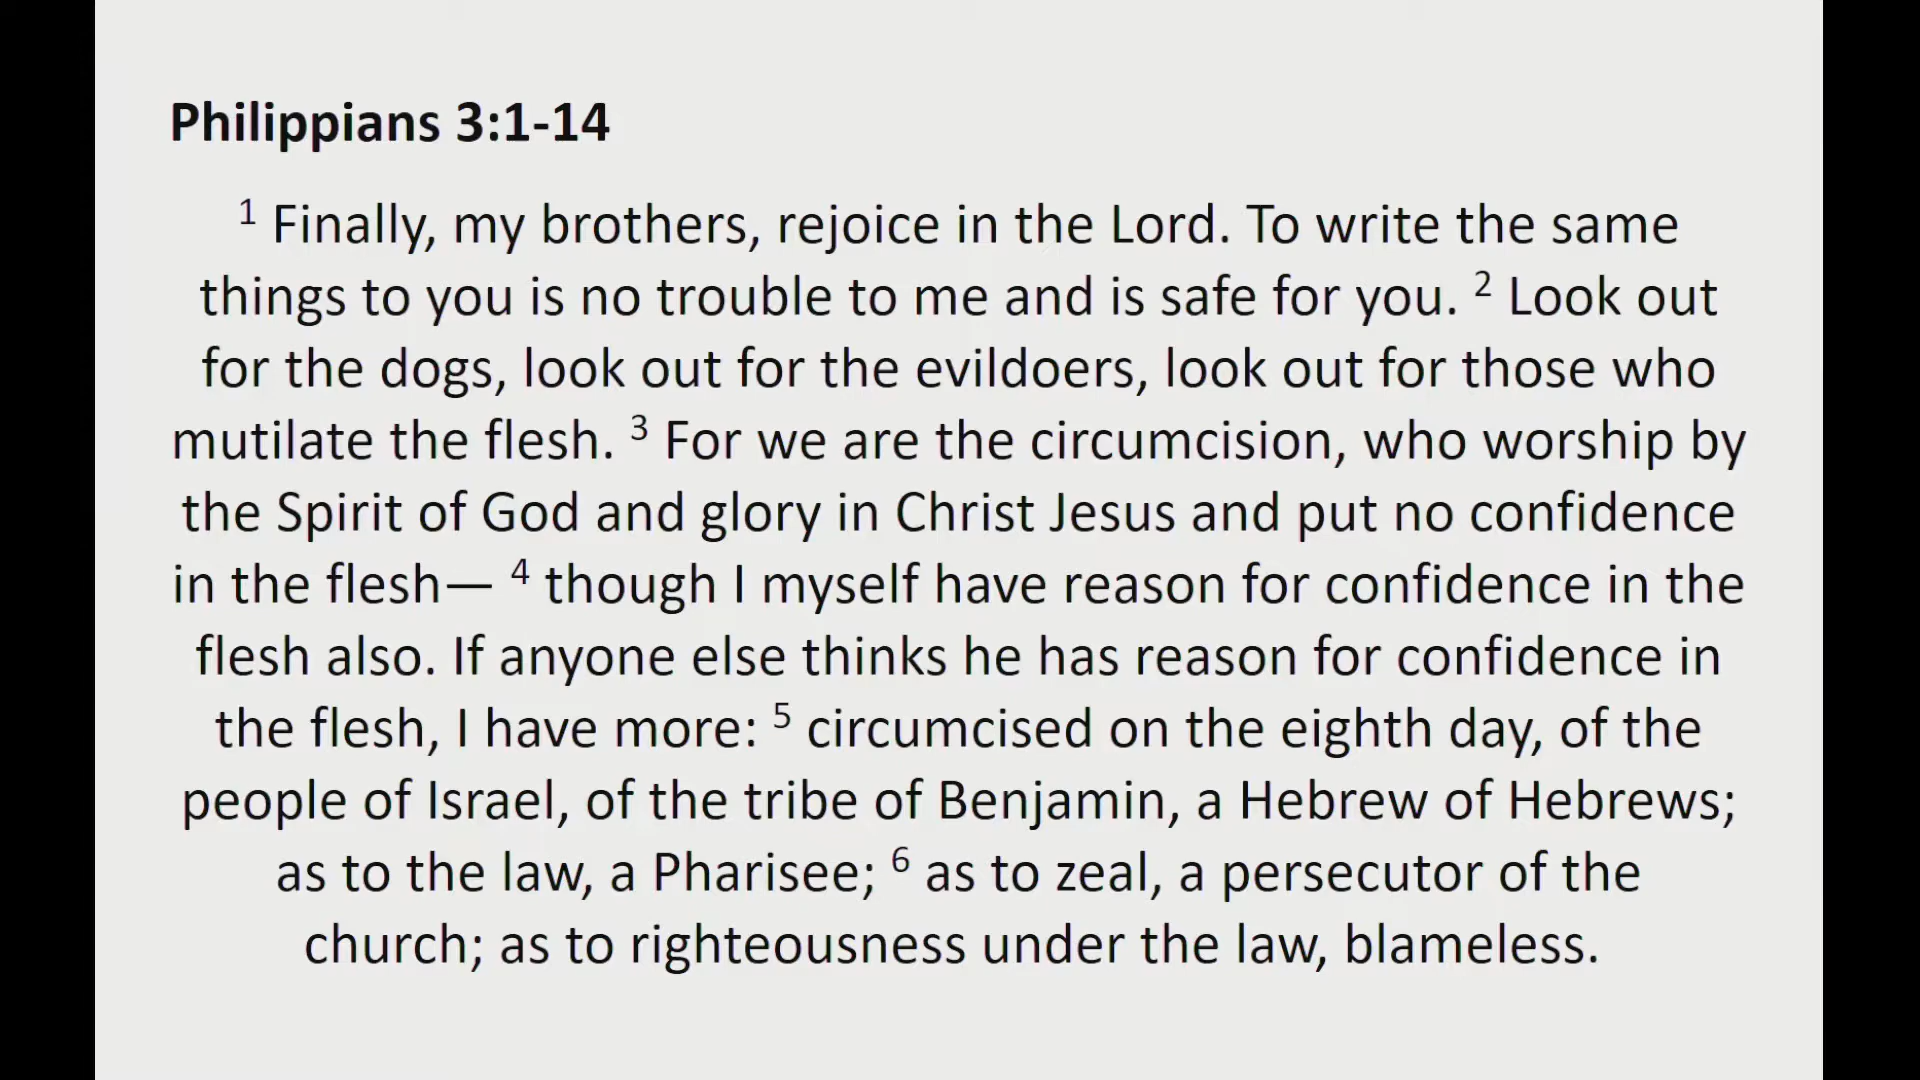 Philippians 3:1-14
1 Finally, my brothers, rejoice in the Lord. To write the same
things to you is no trouble to me and is safe for you. 2 Look out
for the dogs, look out for the evildoers, look out for those who
mutilate the flesh. 3 For we are the circumcision, who worship by
the Spirit of God and glory in Christ Jesus and put no confidence
in the flesh— 4 though I myself have reason for confidence in the
flesh also. If anyone else thinks he has reason for confidence in
the flesh, I have more: 5 circumcised on the eighth day, of the
people of Israel, of the tribe of Benjamin, a Hebrew of Hebrews;
as to the law, a Pharisee; 6 as to zeal, a persecutor of the
church; as to righteousness under the law, blameless.